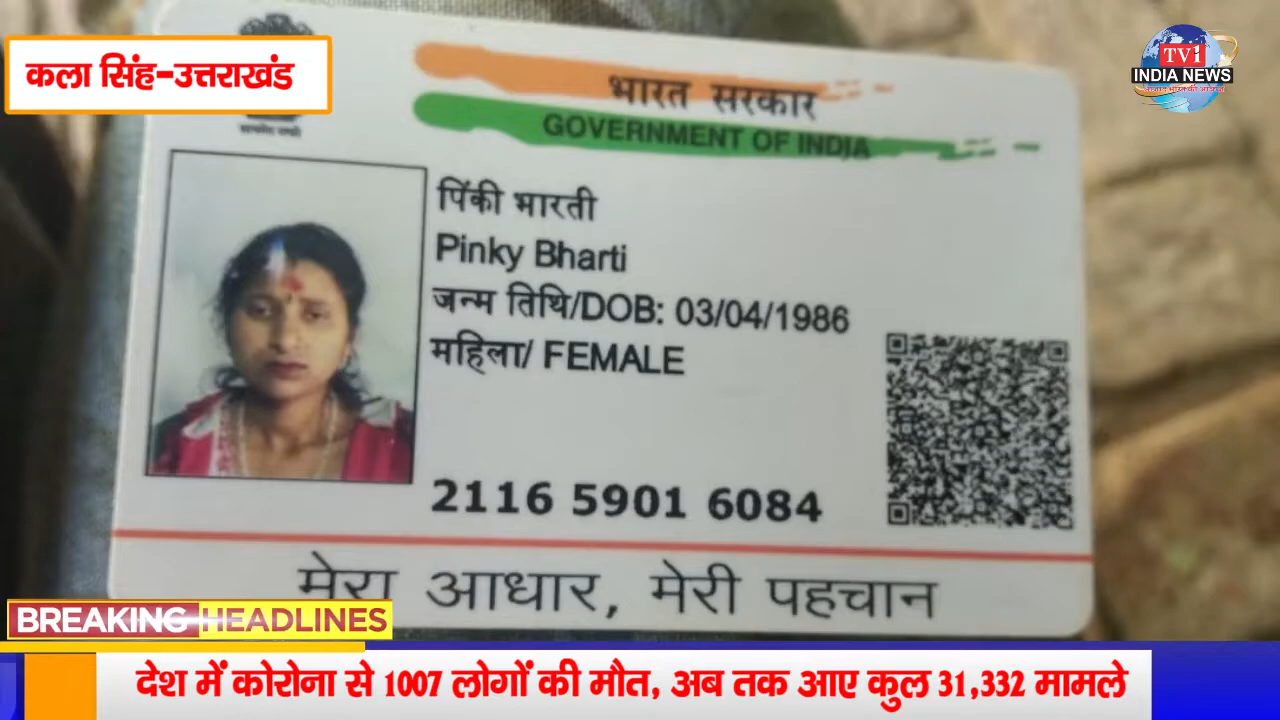 कला सिंह-उत्तराखंड
TV1
INDIA NEWS
भारत सरकार
GOVERNMENT OF INDIA
पिंकी भारती
Pinky Bharti
जन्म तिथि/DOB: 03/04/1986
महिला/ FEMALE
2116 5901 6084
मेरा आधार, मेरी पहचान
BREAKING HEADLINES
देश में कोरोना से 1007 लोगों की मौत, अब तक आए कुल 31,332 मामले